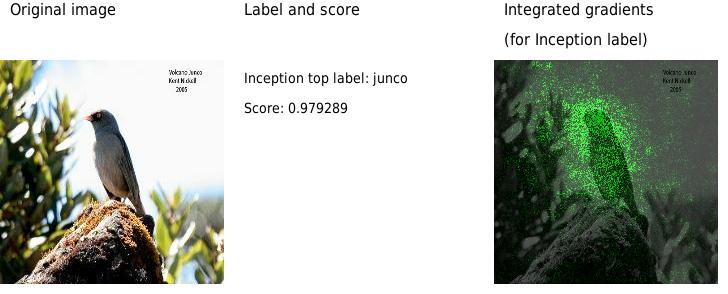 Original image
Label and score
Integrated gradients
(for Inception label)
Volcano Junco
Kent Nickell
2005
Inception top label: junco
Score: 0.979289
Volcano Junco
Kent Nickell
2005